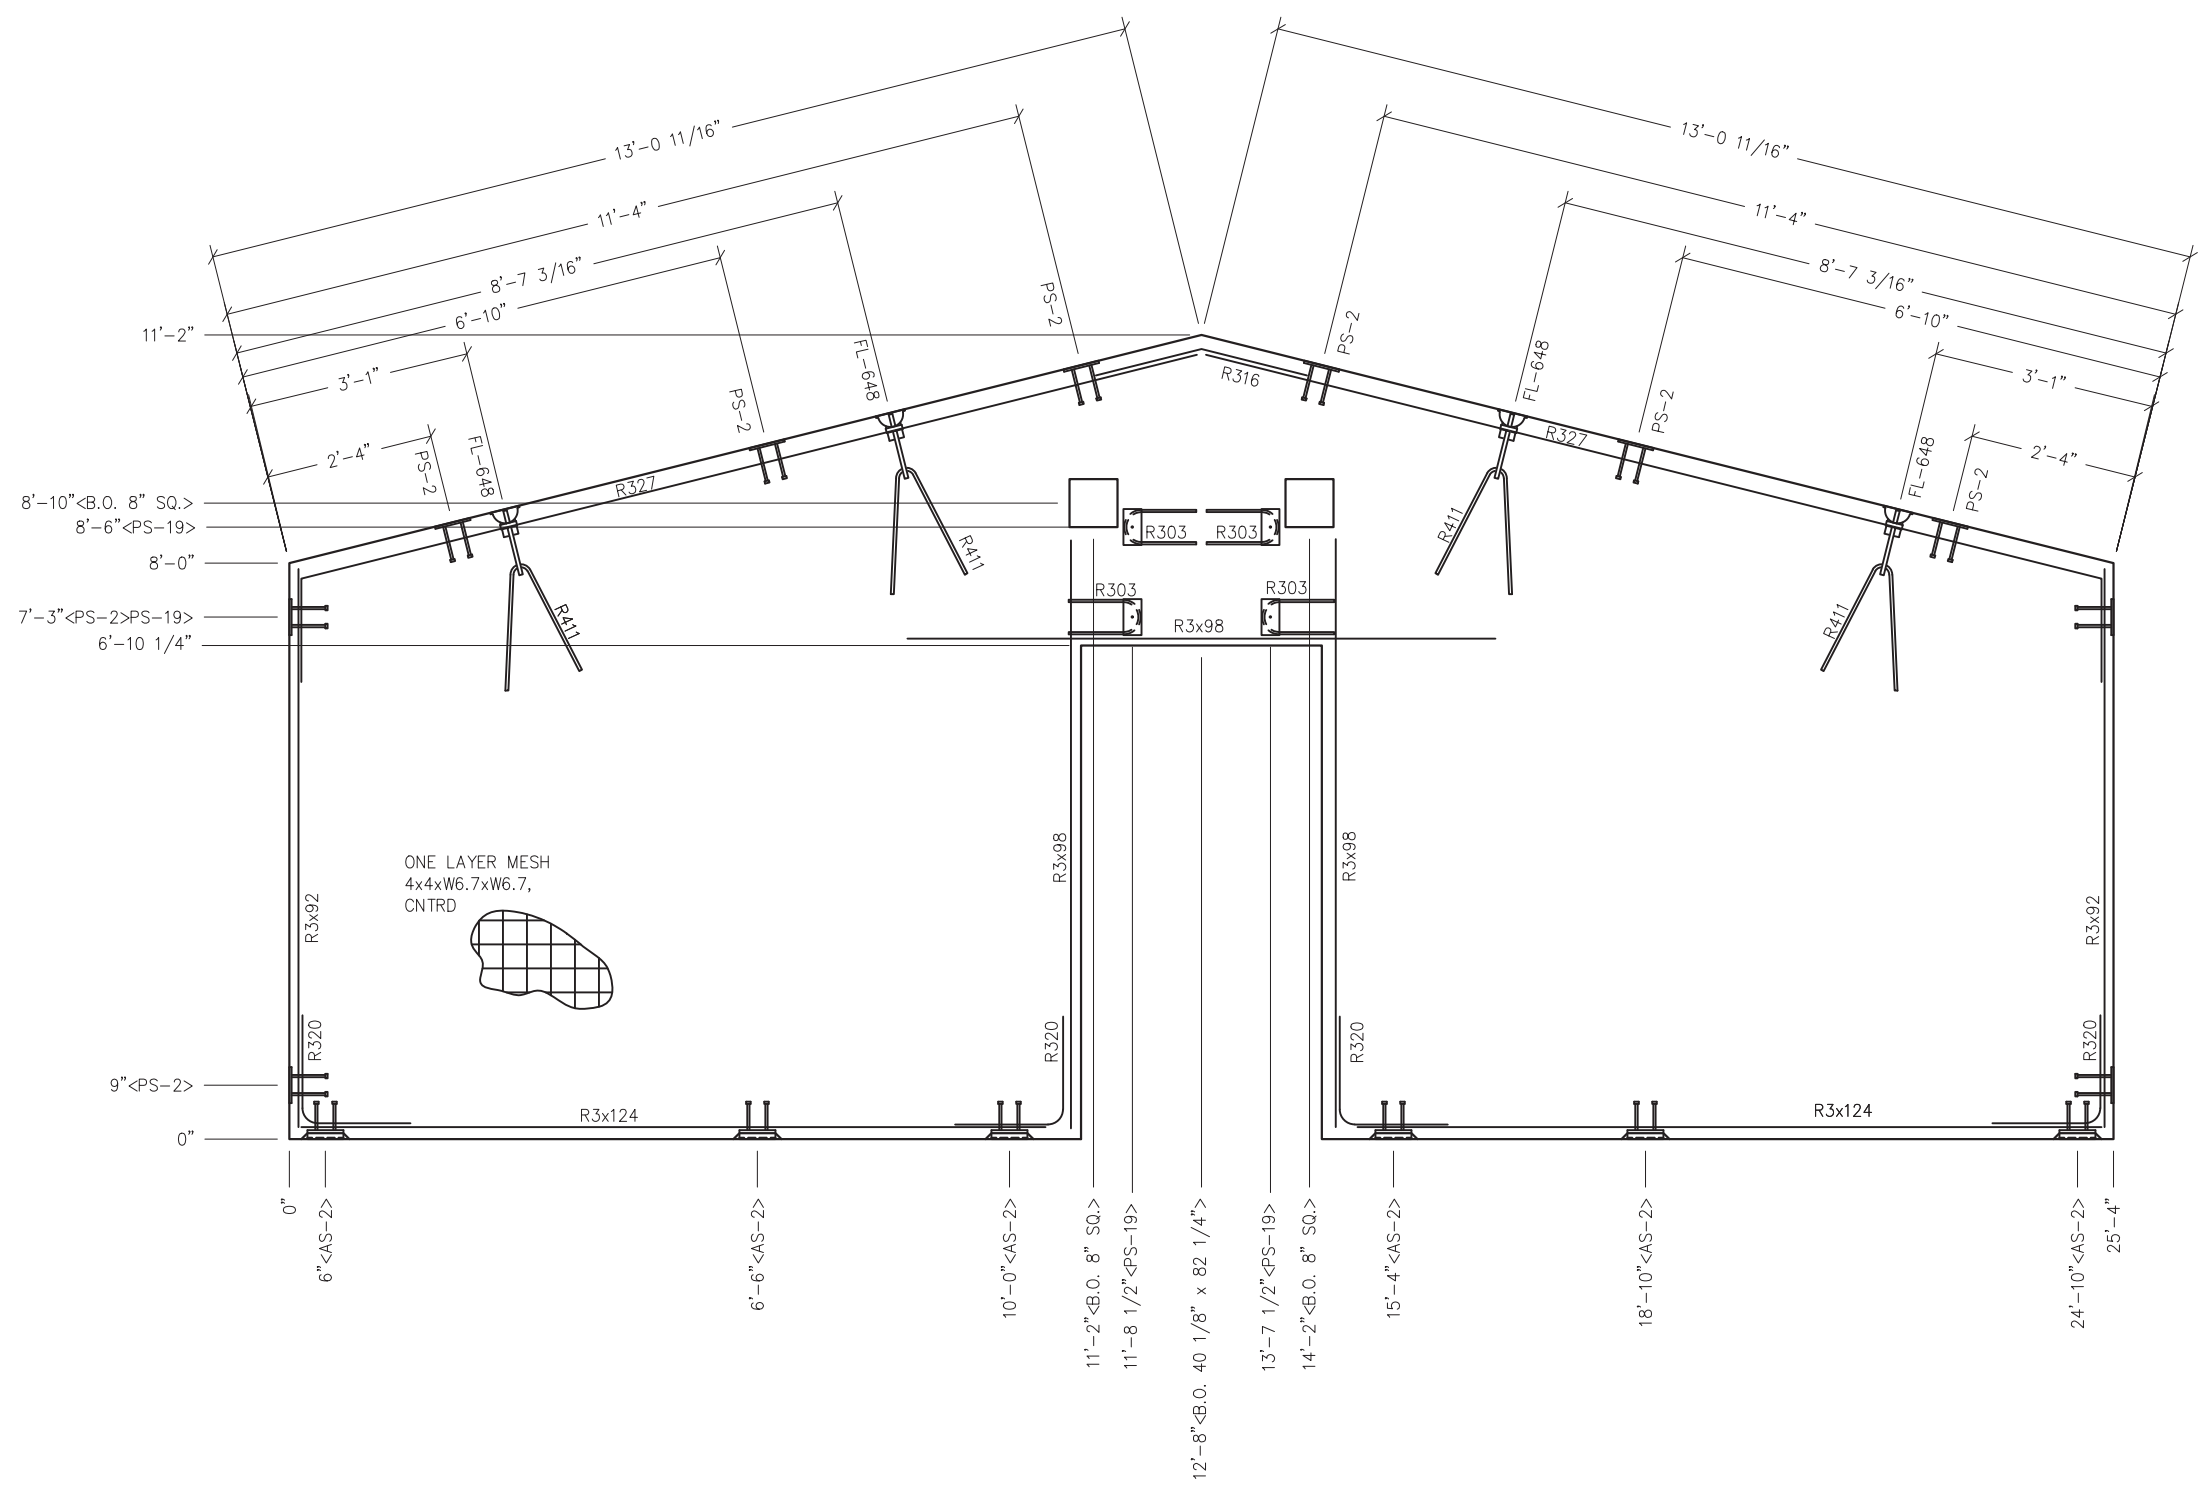 13'-0 11/16"
13'-0 11/16"
11'-4"
11'-4"
8'-7 3/16"
8'-7 3/16"
6'-10"
6'-10"
3'-1"
3'-1"
2'-4"
2'-4"
PS-2
FL-648
PS-2
FL-648
PS-2
PS-2
FL-648
PS-2
FL-648
PS-2
11'-2"
8'-10"<B.O. 8" SQ.>
8'-6"<PS-19>
8'-0"
7'-3"<PS-2>PS-19>
6'-10 1/4"
9"<PS-2>
0"
R316
R327
R327
R411
R411
R411
R411
R303
R303
R303
R303
R3x98
R3x98
R3x98
ONE LAYER MESH
4x4xW6.7xW6.7,
CNTRD
R3x92
R3x92
R320
R320
R320
R320
R3x124
R3x124
0"
6"<AS-2>
6'-6"<AS-2>
10'-0"<AS-2>
11'-2"<B.O. 8" SQ.>
11'-8 1/2"<PS-19>
12'-8"<B.O. 40 1/8" x 82 1/4">
13'-7 1/2"<PS-19>
14'-2"<B.O. 8" SQ.>
15'-4"<AS-2>
18'-10"<AS-2>
24'-10"<AS-2>
25'-4"